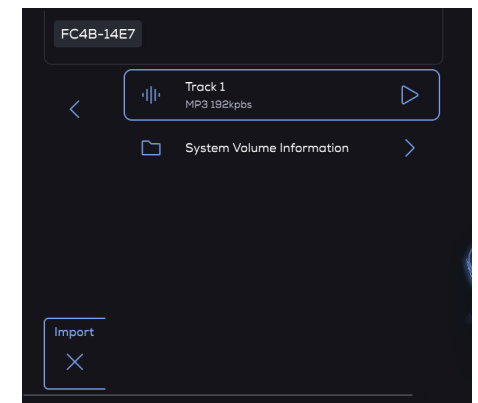 FC4B-14E7
Track 1
MP3 192kpbs
System Volume Information
Import